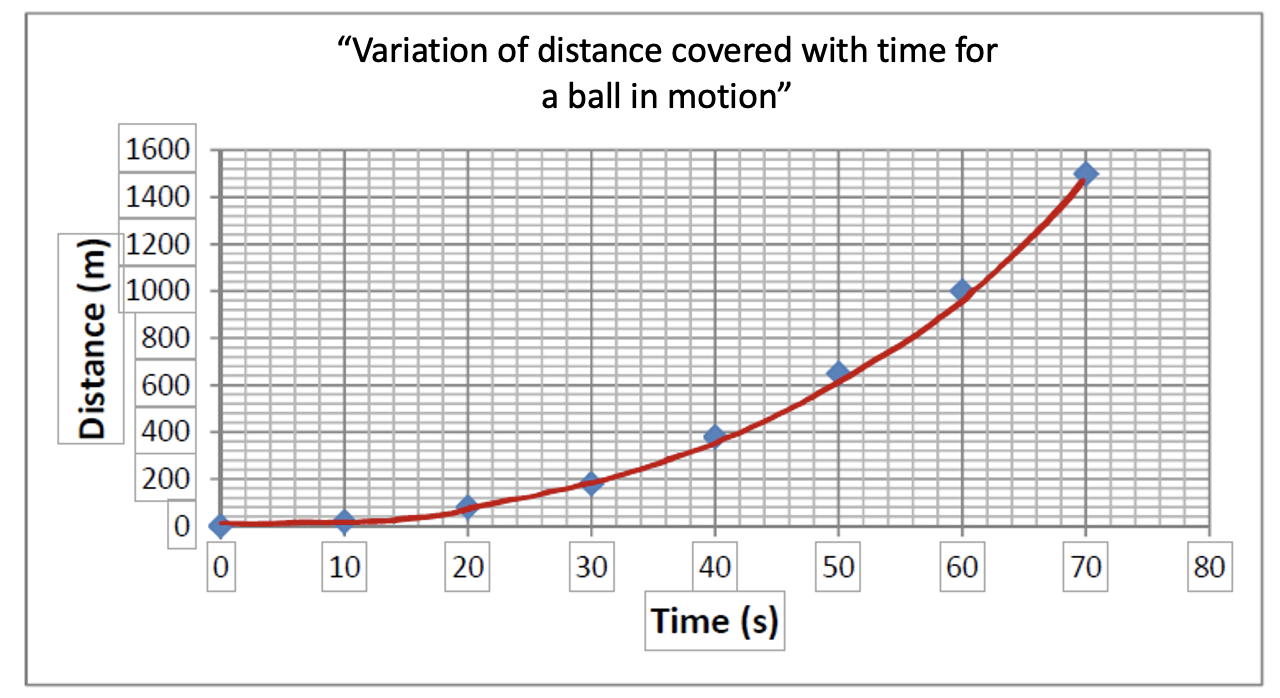 “Variation of distance covered with time for
a ball in motion”
1600
1400
1200
1000
800
600
400
200
0
Distance (m)
0 10 20 30 40 50 60 70 80
Time (s)